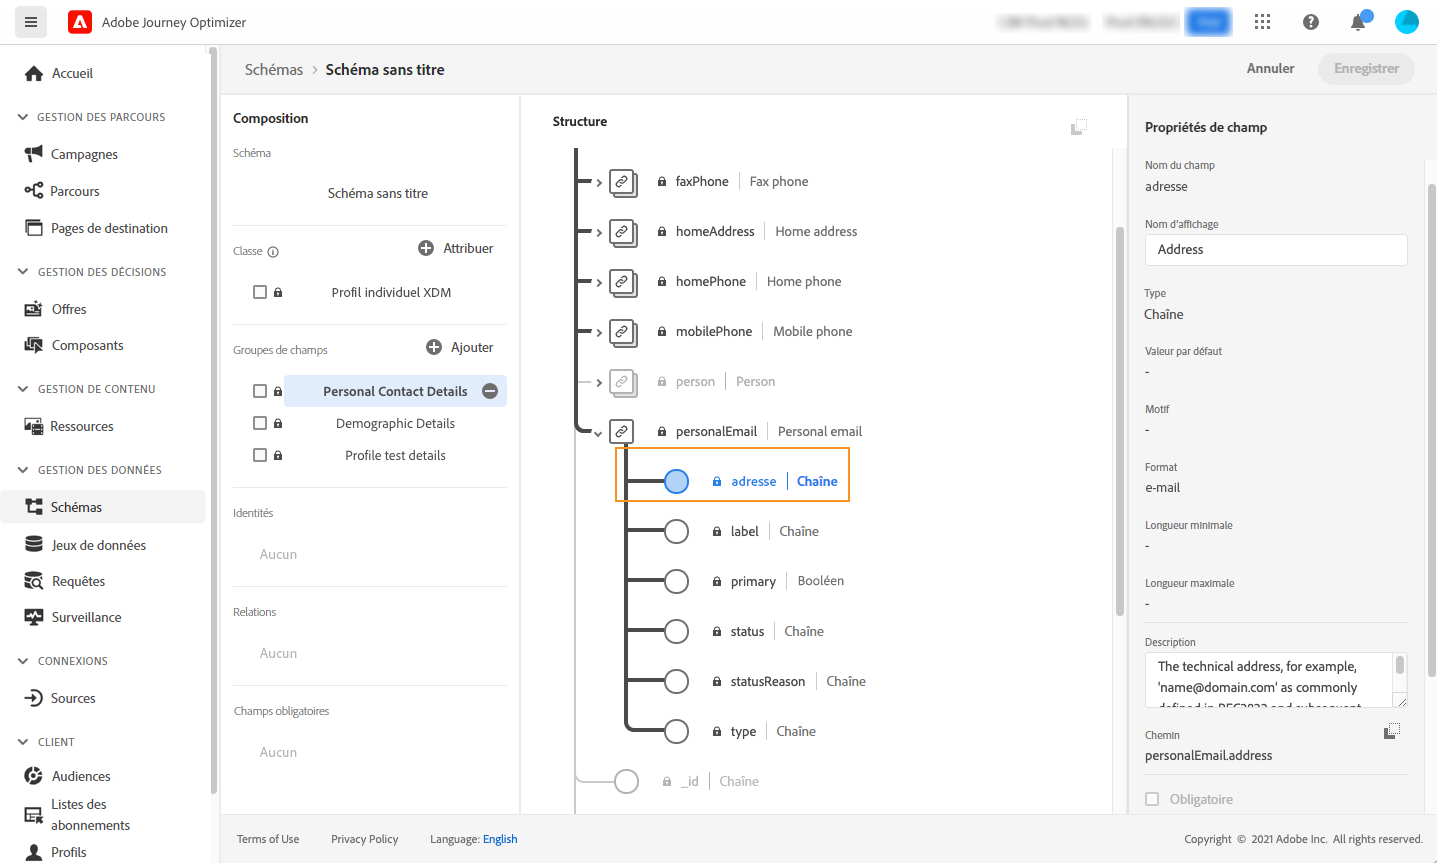 Adobe Journey Optimizer
Accueil
GESTION DES PARCOURS
Campagnes
Parcours
Pages de destination
GESTION DES DÉCISIONS
Offres
Composants
GESTION DE CONTENU
Ressources
GESTION DES DONNÉES
Schémas
Jeux de données
Requêtes
Surveillance
CONNEXIONS
Sources
CLIENT
Audiences
Listes des
abonnements
Profils
Schémas > Schéma sans titre
Annuler
Enregistrer
Composition
Schéma
Schéma sans titre
Classe
Attribuer
Profil individuel XDM
Groupes de champs
Ajouter
Personal Contact Details
Demographic Details
Profile test details
Identités
Aucun
Relations
Aucun
Champs obligatoires
Aucun
Structure
faxPhone | Fax phone
homeAddress | Home address
homePhone | Home phone
mobilePhone | Mobile phone
person | Person
personalEmail | Personal email
adresse | Chaîne
label | Chaîne
primary | Booléen
status | Chaîne
statusReason | Chaîne
type | Chaîne
_id | Chaîne
Propriétés de champ
Nom du champ
adresse
Nom d'affichage
Address
Type
Chaîne
Valeur par défaut
-
Motif
-
Format
e-mail
Longueur minimale
-
Longueur maximale
-
Description
The technical address, for example,
'name@domain.com' as commonly
defined in RFC2822 and subsequent
Chemin
personalEmail.address
Obligatoire
Terms of Use
Privacy Policy
Language: English
Copyright © 2021 Adobe Inc. All rights reserved.